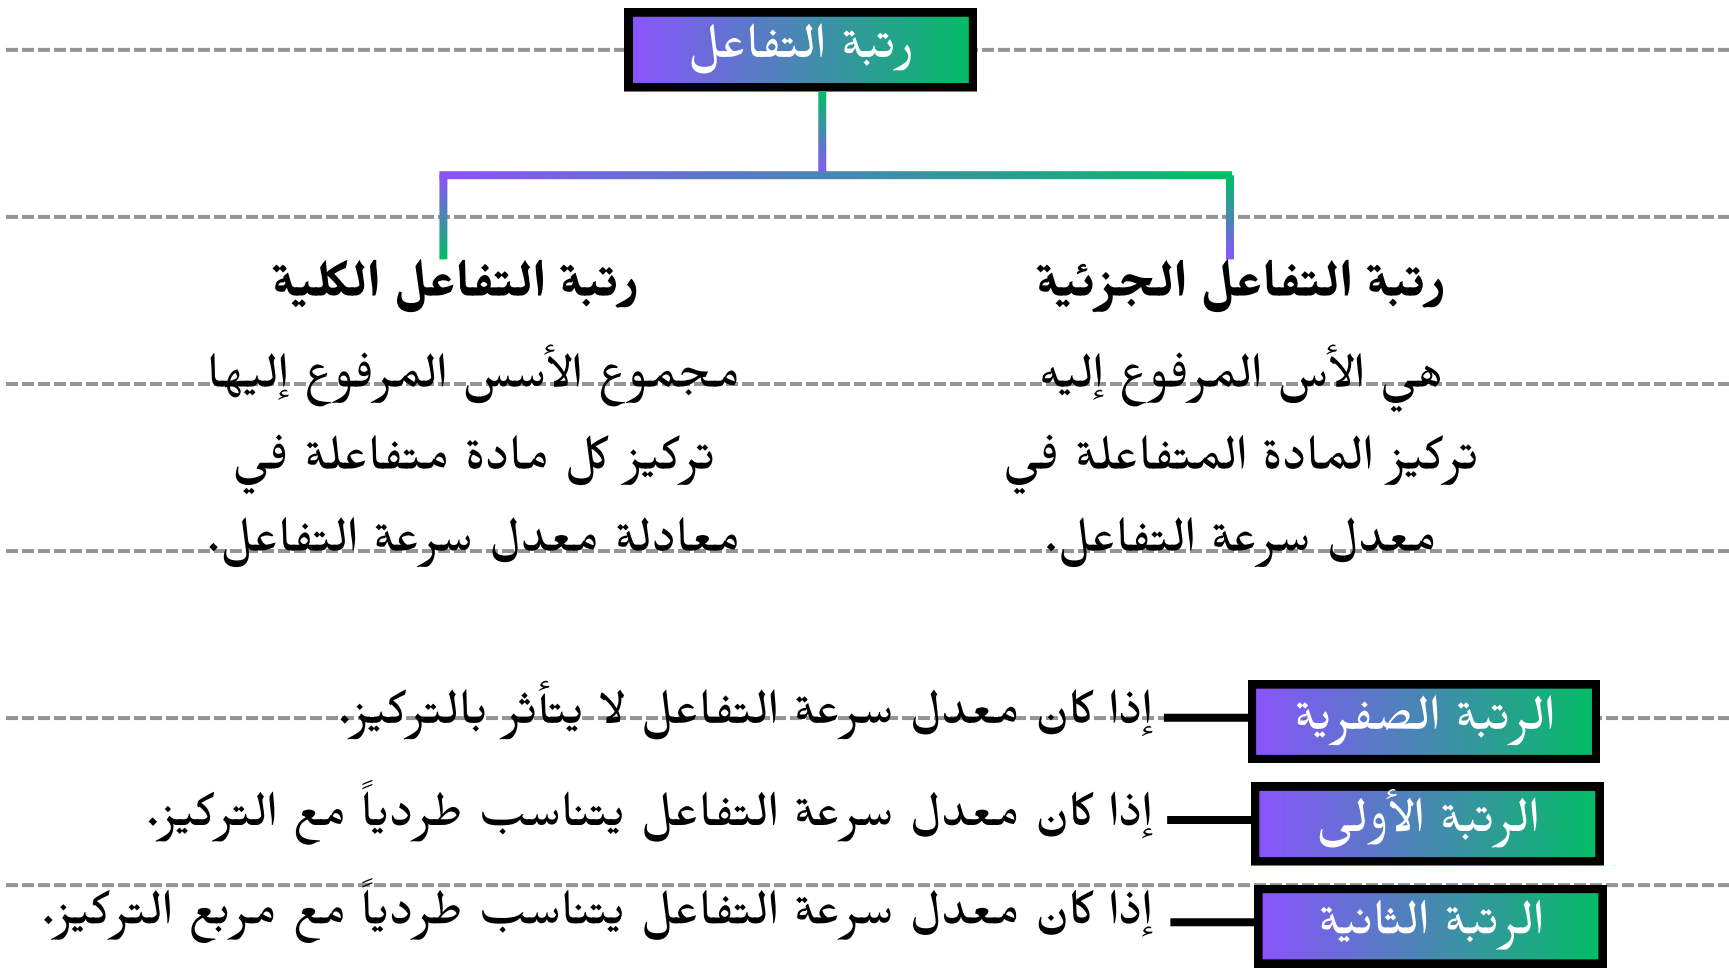 رتبة التفاعل
رتبة التفاعل الجزئية
هي الأس المرفوع إليه
تركيز المادة المتفاعلة في
معدل سرعة التفاعل.
رتبة التفاعل الكلية
مجموع الأسس المرفوع إليها
تركيز كل مادة متفاعلة في
معادلة معدل سرعة التفاعل.
الرتبة الصفرية
إذا كان معدل سرعة التفاعل لا يتأثر بالتركيز.
الرتبة الأولى
إذا كان معدل سرعة التفاعل يتناسب طردياً مع التركيز.
الرتبة الثانية
إذا كان معدل سرعة التفاعل يتناسب طردياً مع مربع التركيز.